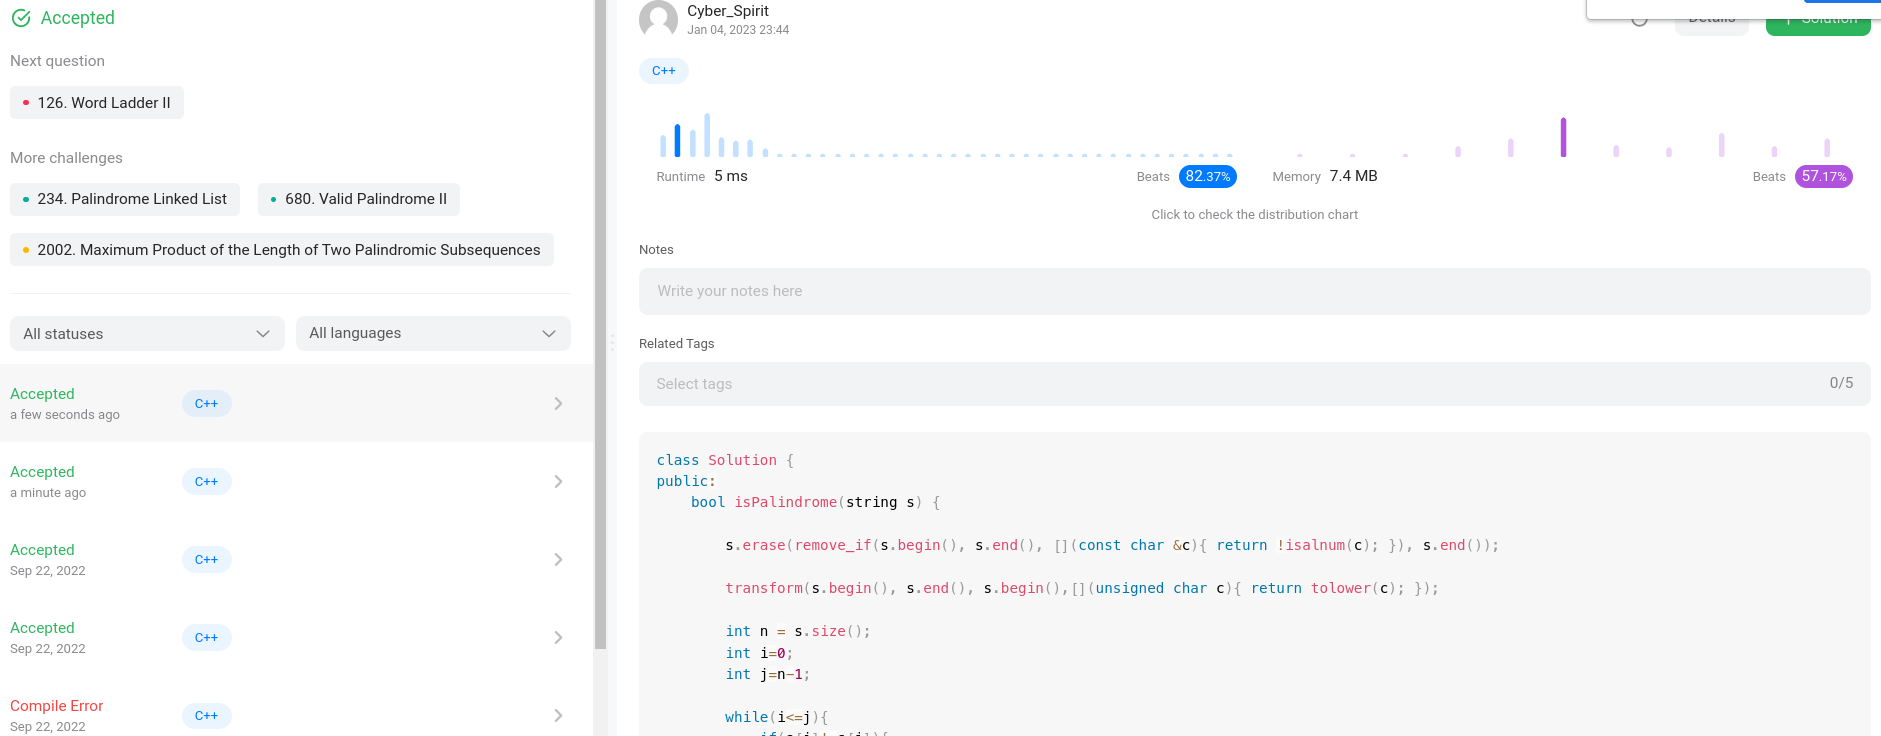 Accepted
Next question
126. Word Ladder II
More challenges
234. Palindrome Linked List
680. Valid Palindrome II
2002. Maximum Product of the Length of Two Palindromic Subsequences
All statuses
All languages
Accepted
a few seconds ago
C++
Accepted
a minute ago
C++
Accepted
Sep 22, 2022
C++
Accepted
Sep 22, 2022
C++
Compile Error
Sep 22, 2022
C++
Cyber_Spirit
Jan 04, 2023 23:44
Details
Solution
C++
Runtime 5 ms
Beats 82.37%
Memory 7.4 MB
Beats 57.17%
Click to check the distribution chart
Notes
Write your notes here
Related Tags
Select tags
0/5
class Solution {
public:
    bool isPalindrome(string s) {
        s.erase(remove_if(s.begin(), s.end(), [](const char &c){ return !isalnum(c); }), s.end());
        transform(s.begin(), s.end(), s.begin(),[](unsigned char c){ return tolower(c); });
        int n = s.size();
        int i=0;
        int j=n-1;
        while(i<=j){